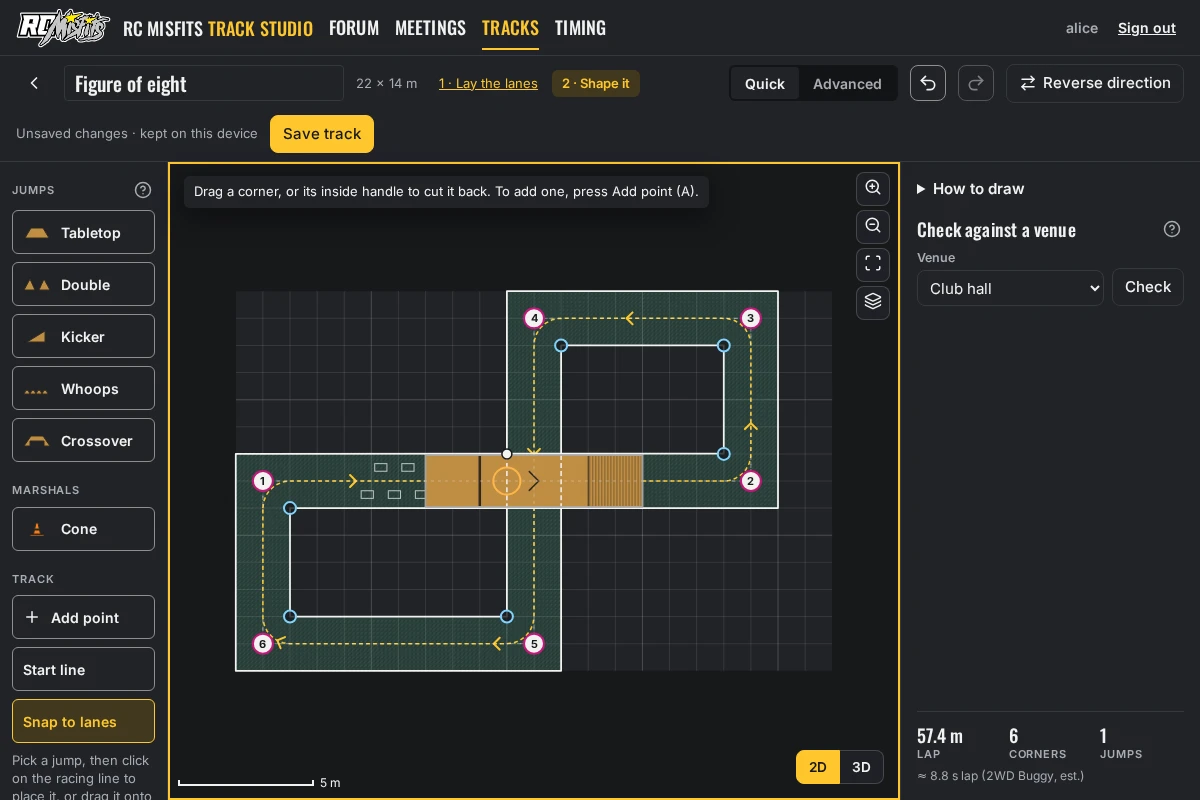 RC Misfits
RC MISFITS TRACK STUDIO
FORUM
MEETINGS
TRACKS
TIMING
alice
Sign out
Figure of eight
22 × 14 m
1 · Lay the lanes
2 · Shape it
Quick
Advanced
Reverse direction
Unsaved changes · kept on this device
Save track
JUMPS
?
Tabletop
Double
Kicker
Whoops
Crossover
MARSHALS
Cone
TRACK
Add point
Start line
Snap to lanes
Pick a jump, then click
on the racing line to
place it, or drag it onto
Drag a corner, or its inside handle to cut it back. To add one, press Add point (A).
4
3
1
2
6
5
5 m
2D
3D
How to draw
Check against a venue
?
Venue
Club hall
Check
57.4 m
LAP
6
CORNERS
1
JUMPS
≈ 8.8 s lap (2WD Buggy, est.)